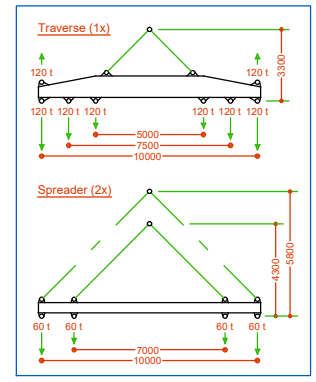 Traverse (1x)
3300
120 t 120 t
120 t 120 t 120 t 120 t 120 t 120 t
5000
7500
10000
Spreader (2x)
4300
5800
60 t 60 t 60 t 60 t
7000
10000